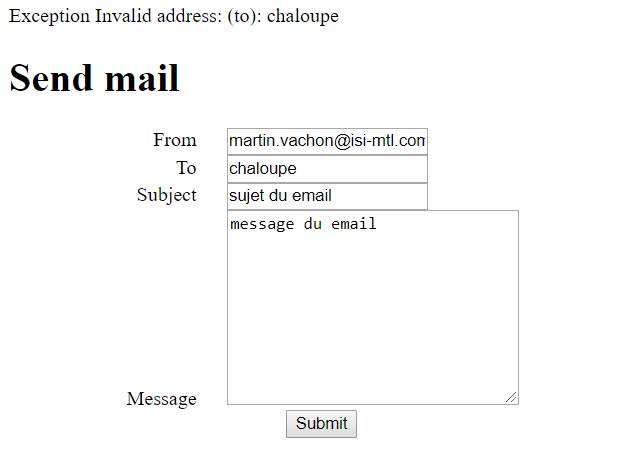 Exception Invalid address: (to): chaloupe
Send mail
From martin.vachon@isi-mtl.com
To chaloupe
Subject sujet du email
message du email
Message
Submit